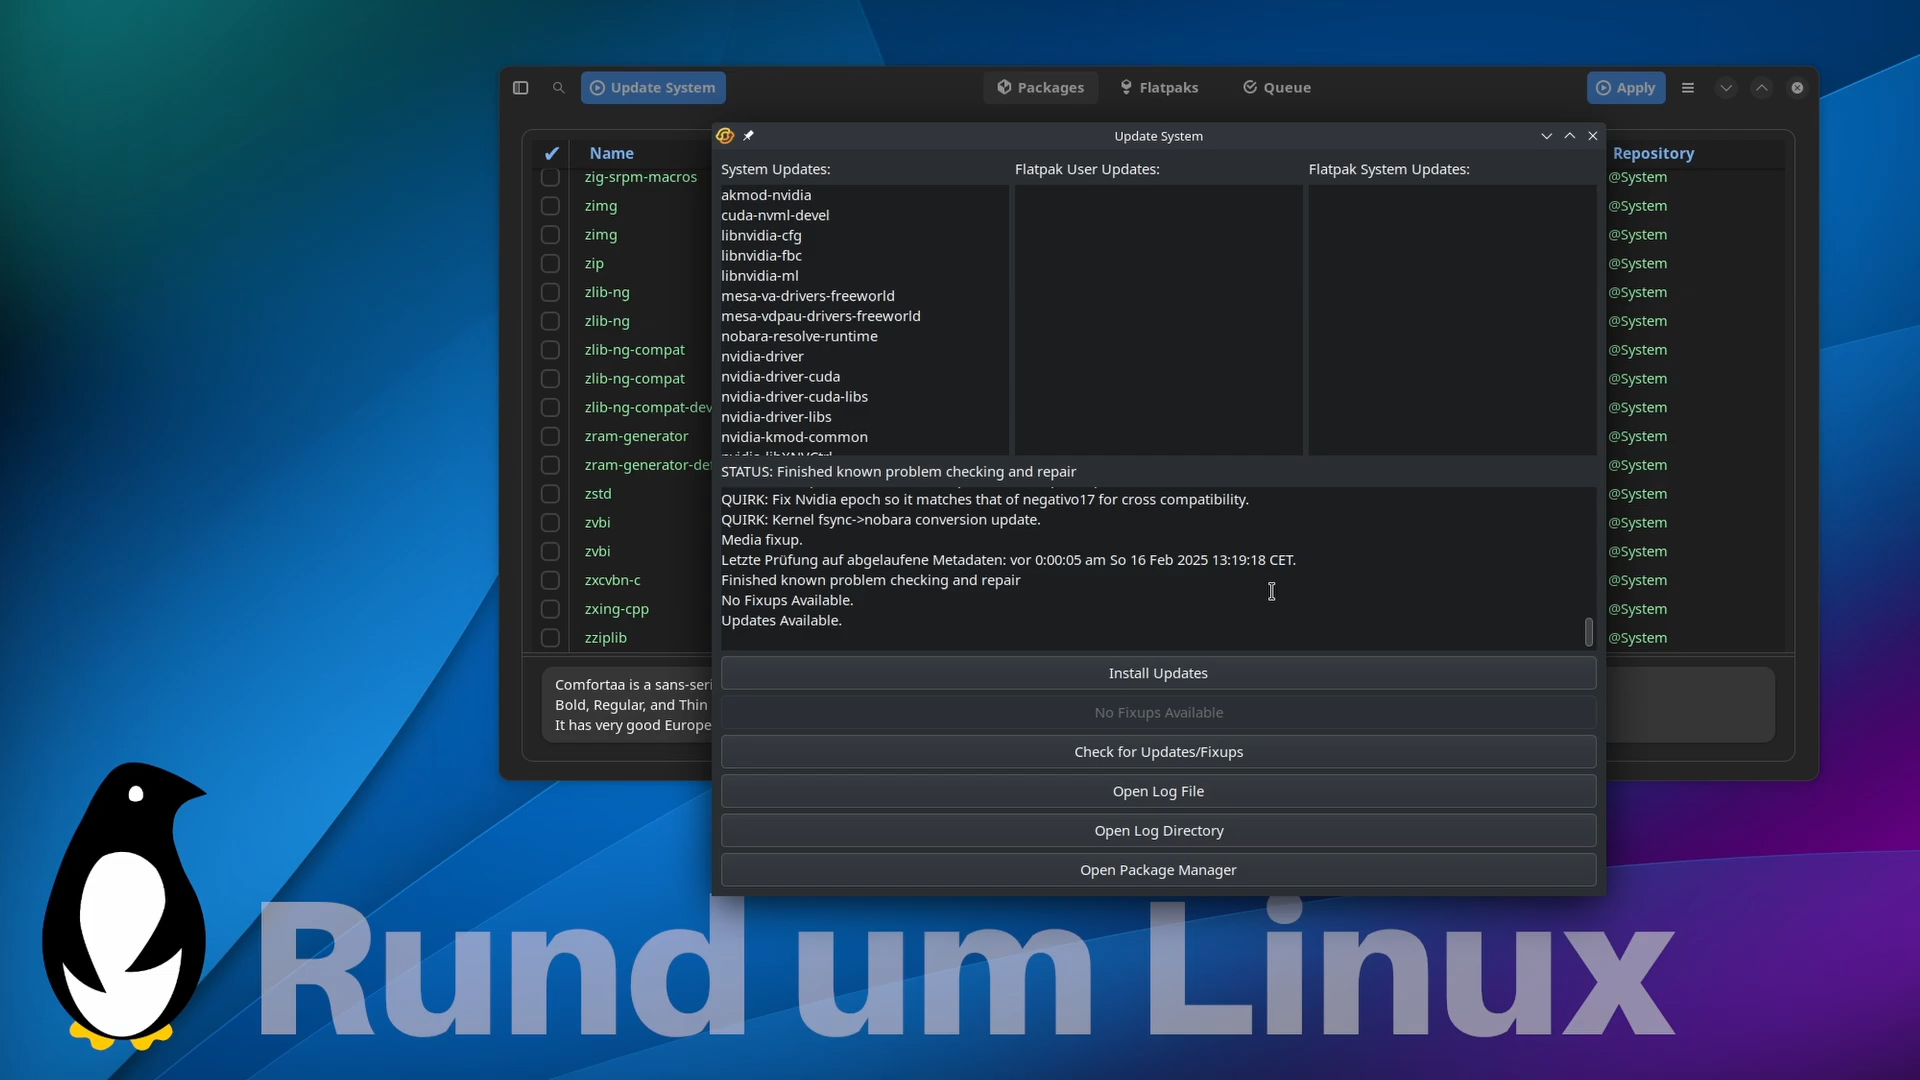 Update System
Packages
Flatpaks
Queue
Apply
Name
Repository
zig-srpm-macros @System
zimg @System
zimg @System
zip @System
zlib-ng @System
zlib-ng @System
zlib-ng-compat @System
zlib-ng-compat @System
zlib-ng-compat-dev @System
zram-generator @System
zram-generator-def @System
zstd @System
zvbi @System
zvbi @System
zxcvbn-c @System
zxing-cpp @System
zziplib @System
Comfortaa is a sans-seri
Bold, Regular, and Thin
It has very good Europe
Update System
System Updates:
akmod-nvidia
cuda-nvml-devel
libnvidia-cfg
libnvidia-fbc
libnvidia-ml
mesa-va-drivers-freeworld
mesa-vdpau-drivers-freeworld
nobara-resolve-runtime
nvidia-driver
nvidia-driver-cuda
nvidia-driver-cuda-libs
nvidia-driver-libs
nvidia-kmod-common
Flatpak User Updates:
Flatpak System Updates:
STATUS: Finished known problem checking and repair
QUIRK: Fix Nvidia epoch so it matches that of negativo17 for cross compatibility.
QUIRK: Kernel fsync->nobara conversion update.
Media fixup.
Letzte Prüfung auf abgelaufene Metadaten: vor 0:00:05 am So 16 Feb 2025 13:19:18 CET.
Finished known problem checking and repair
No Fixups Available.
Updates Available.
Install Updates
No Fixups Available
Check for Updates/Fixups
Open Log File
Open Log Directory
Open Package Manager
Rund um Linux